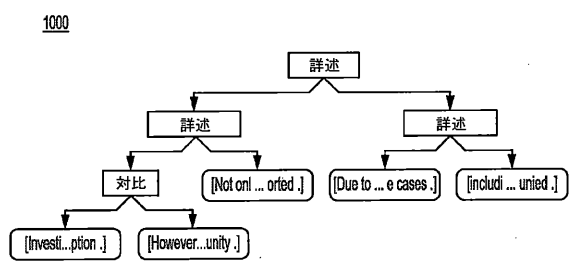 1000
詳述
詳述 詳述
対比 [Not onl ... orted .] [Due to ... e cases .] [includi ... unied .]
[Investi...ption .] [However...unity .]